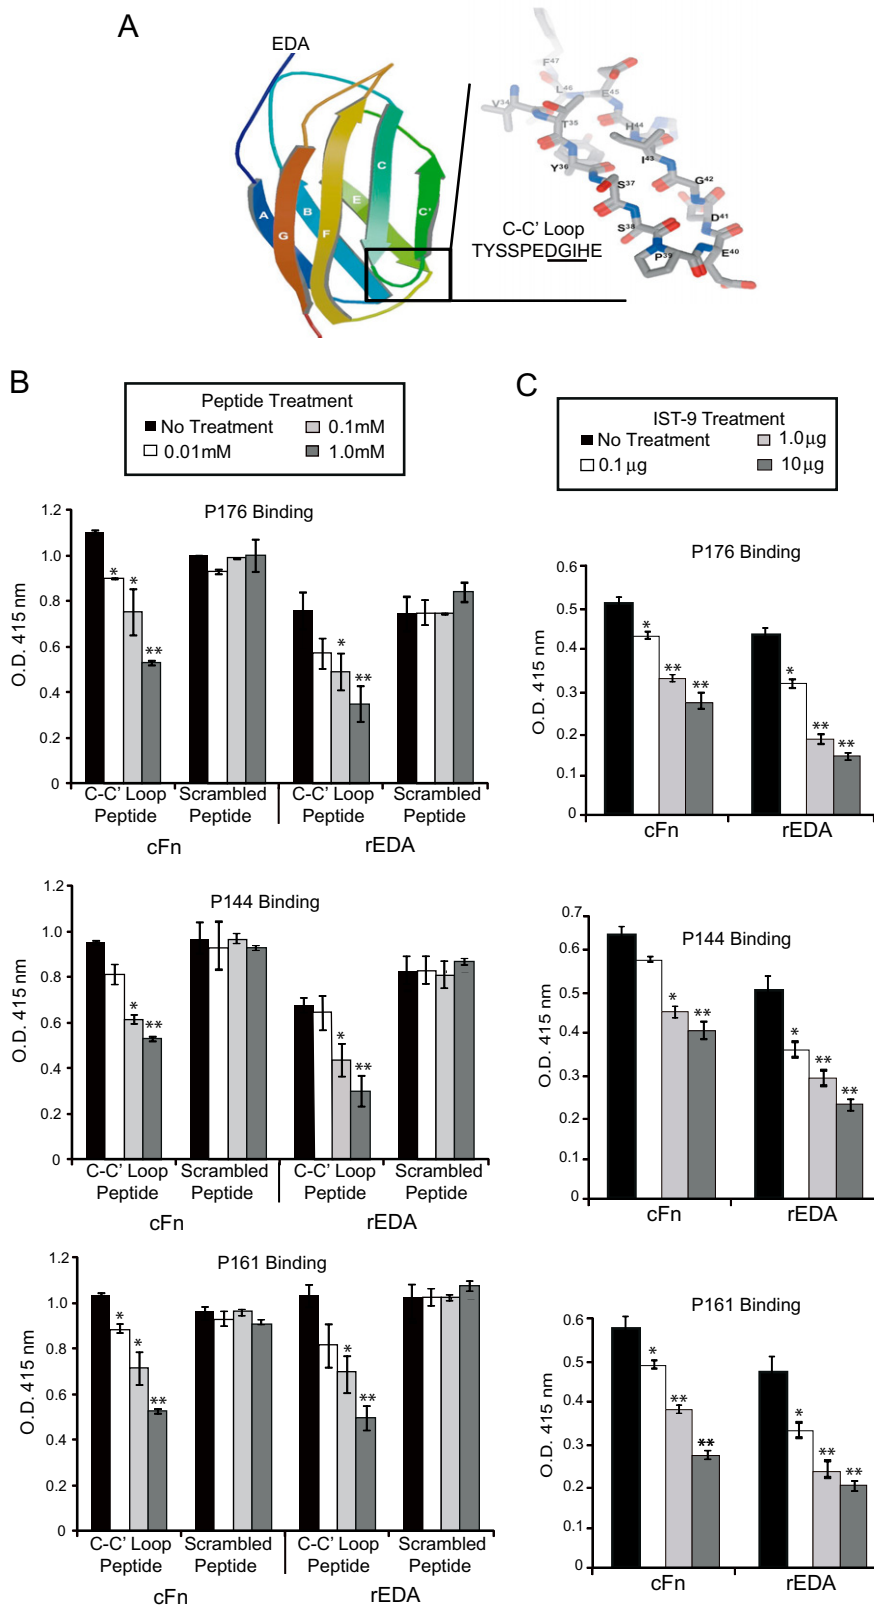 A
EDA
A
G
B
F
E
C
C'
F47
L46
E45
V34
T35
H44
I43
Y36
G42
S37
D41
S38
E40
P39
C-C' Loop
TYSSPEDGIHE
B
Peptide Treatment
No Treatment
0.1mM
0.01mM
1.0mM
P176 Binding
O.D. 415 nm
1.2
1.0
0.8
0.6
0.4
0.2
0
* * ** * **
C-C' Loop Peptide
Scrambled Peptide
C-C' Loop Peptide
Scrambled Peptide
cFn
rEDA
P144 Binding
O.D. 415 nm
1.2
1.0
0.8
0.6
0.4
0.2
0
* ** * **
C-C' Loop Peptide
Scrambled Peptide
C-C' Loop Peptide
Scrambled Peptide
cFn
rEDA
P161 Binding
O.D. 415 nm
1.2
1.0
0.8
0.6
0.4
0.2
0
* * ** * **
C-C' Loop Peptide
Scrambled Peptide
C-C' Loop Peptide
Scrambled Peptide
cFn
rEDA
C
IST-9 Treatment
No Treatment
1.0µg
0.1µg
10µg
P176 Binding
O.D. 415 nm
0.6
0.5
0.4
0.3
0.2
0.1
0
* ** ** * ** **
cFn
rEDA
P144 Binding
O.D. 415 nm
0.7
0.6
0.5
0.4
0.3
0.2
0.1
0
* ** * ** **
cFn
rEDA
P161 Binding
O.D. 415 nm
0.6
0.5
0.4
0.3
0.2
0.1
0
* ** ** * ** **
cFn
rEDA